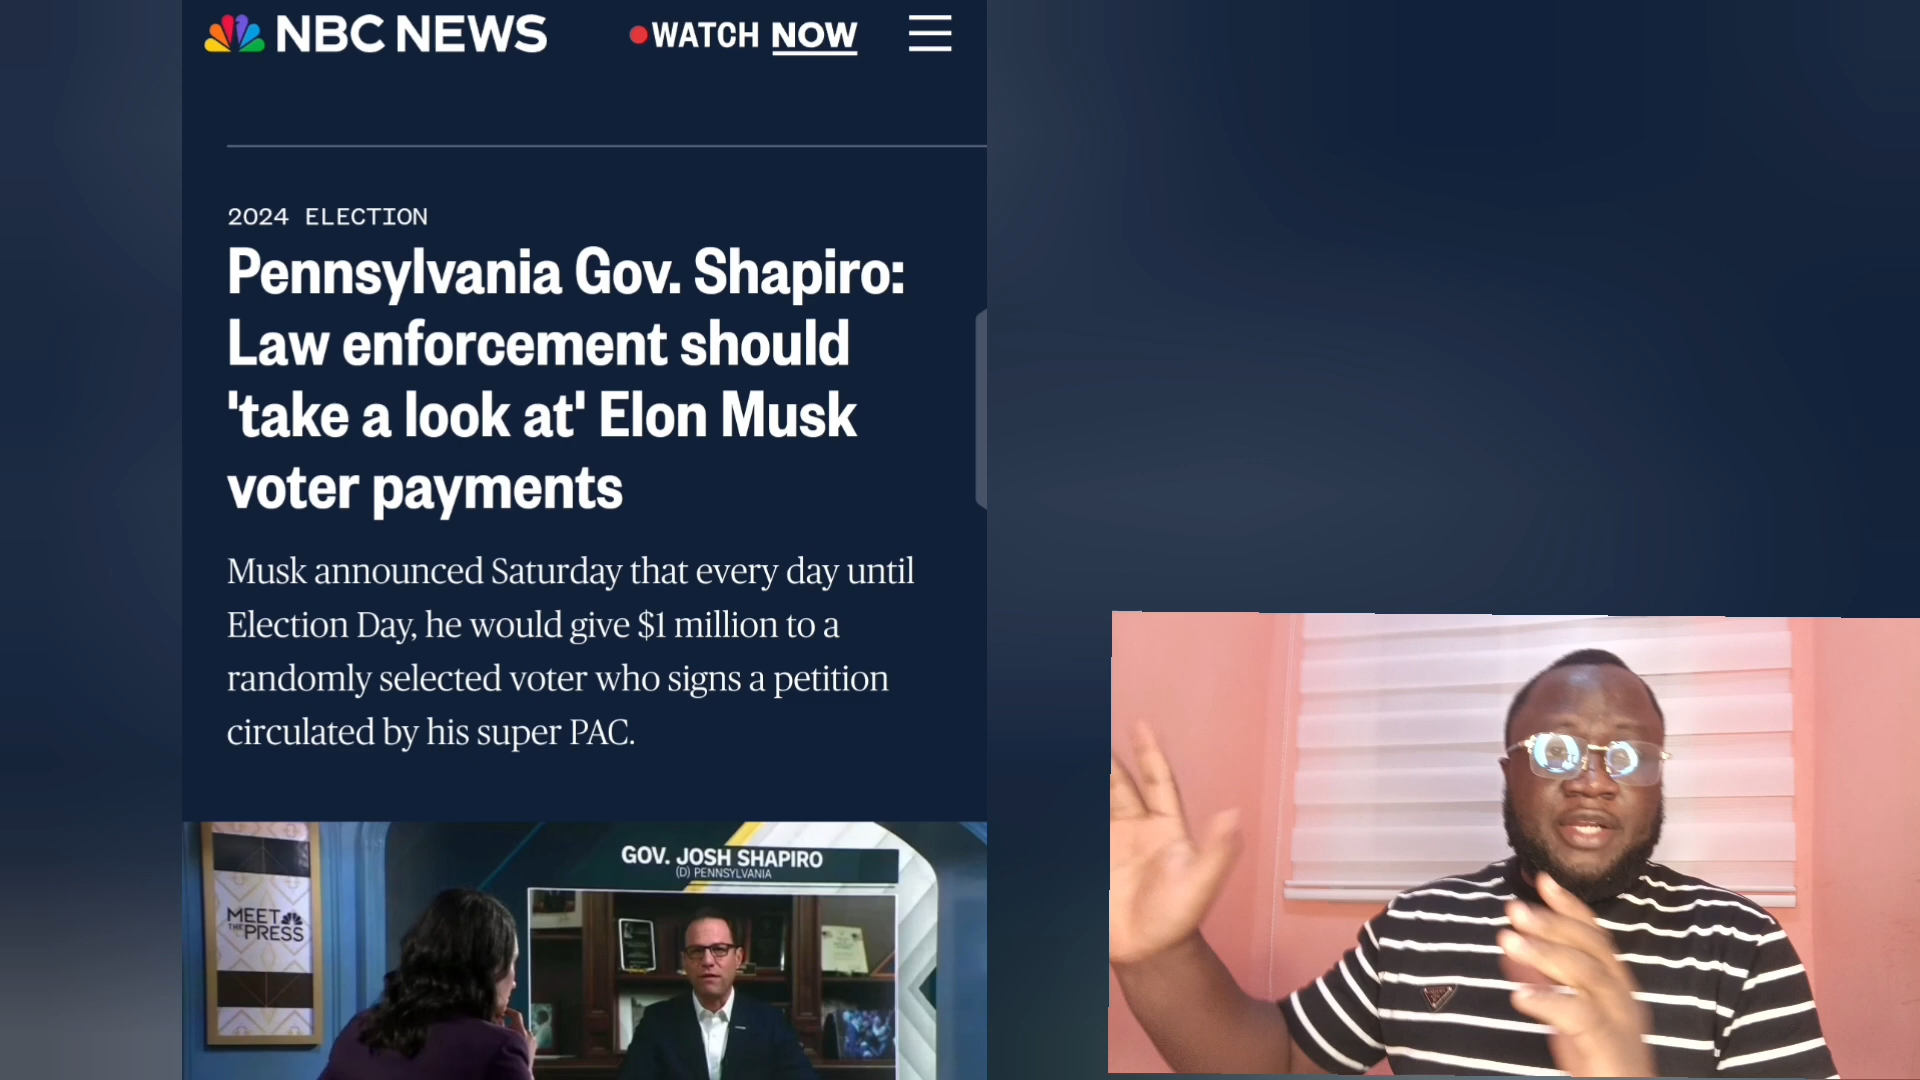 NBC NEWS
WATCH NOW
2024 ELECTION
Pennsylvania Gov. Shapiro:
Law enforcement should
'take a look at' Elon Musk
voter payments
Musk announced Saturday that every day until
Election Day, he would give $1 million to a
randomly selected voter who signs a petition
circulated by his super PAC.
GOV. JOSH SHAPIRO
(D) PENNSYLVANIA
MEET
THE PRESS